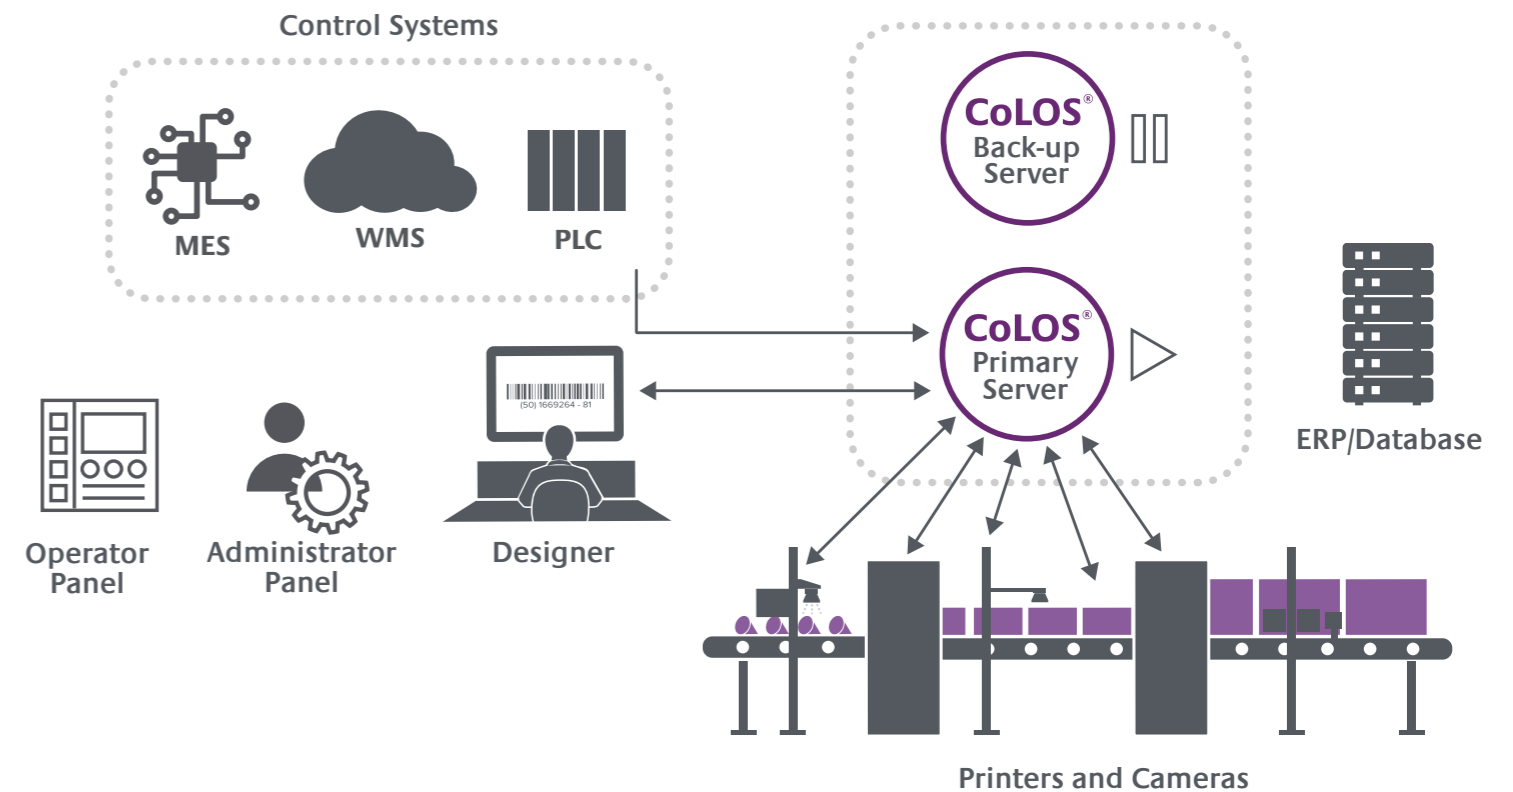 Control Systems
MES
WMS
PLC
CoLOS®
Back-up
Server
CoLOS®
Primary
Server
ERP/Database
(50) 1669264 - 81
Operator
Panel
Administrator
Panel
Designer
Printers and Cameras